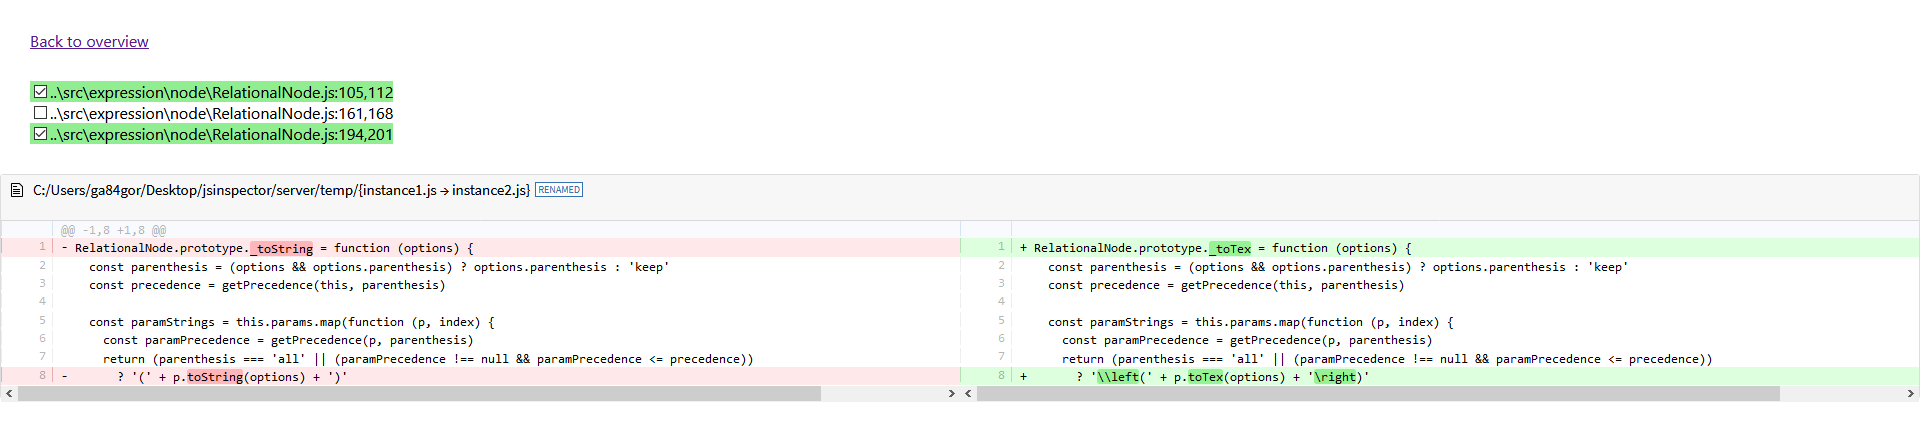 Back to overview
..\src\expression\node\RelationalNode.js:105,112
..\src\expression\node\RelationalNode.js:161,168
..\src\expression\node\RelationalNode.js:194,201
C:/Users/ga84gor/Desktop/jsinspector/server/temp/{instance1.js → instance2.js} RENAMED
@@ -1,8 +1,8 @@
1 - RelationalNode.prototype._toString = function (options) {
2 const parenthesis = (options && options.parenthesis) ? options.parenthesis : 'keep'
3 const precedence = getPrecedence(this, parenthesis)
4
5 const paramStrings = this.params.map(function (p, index) {
6 const paramPrecedence = getPrecedence(p, parenthesis)
7 return (parenthesis === 'all' || (paramPrecedence !== null && paramPrecedence <= precedence))
8 - ? '(' + p.toString(options) + ')'
1 + RelationalNode.prototype._toTex = function (options) {
2 const parenthesis = (options && options.parenthesis) ? options.parenthesis : 'keep'
3 const precedence = getPrecedence(this, parenthesis)
4
5 const paramStrings = this.params.map(function (p, index) {
6 const paramPrecedence = getPrecedence(p, parenthesis)
7 return (parenthesis === 'all' || (paramPrecedence !== null && paramPrecedence <= precedence))
8 + ? '\\left(' + p.toTex(options) + '\right)'